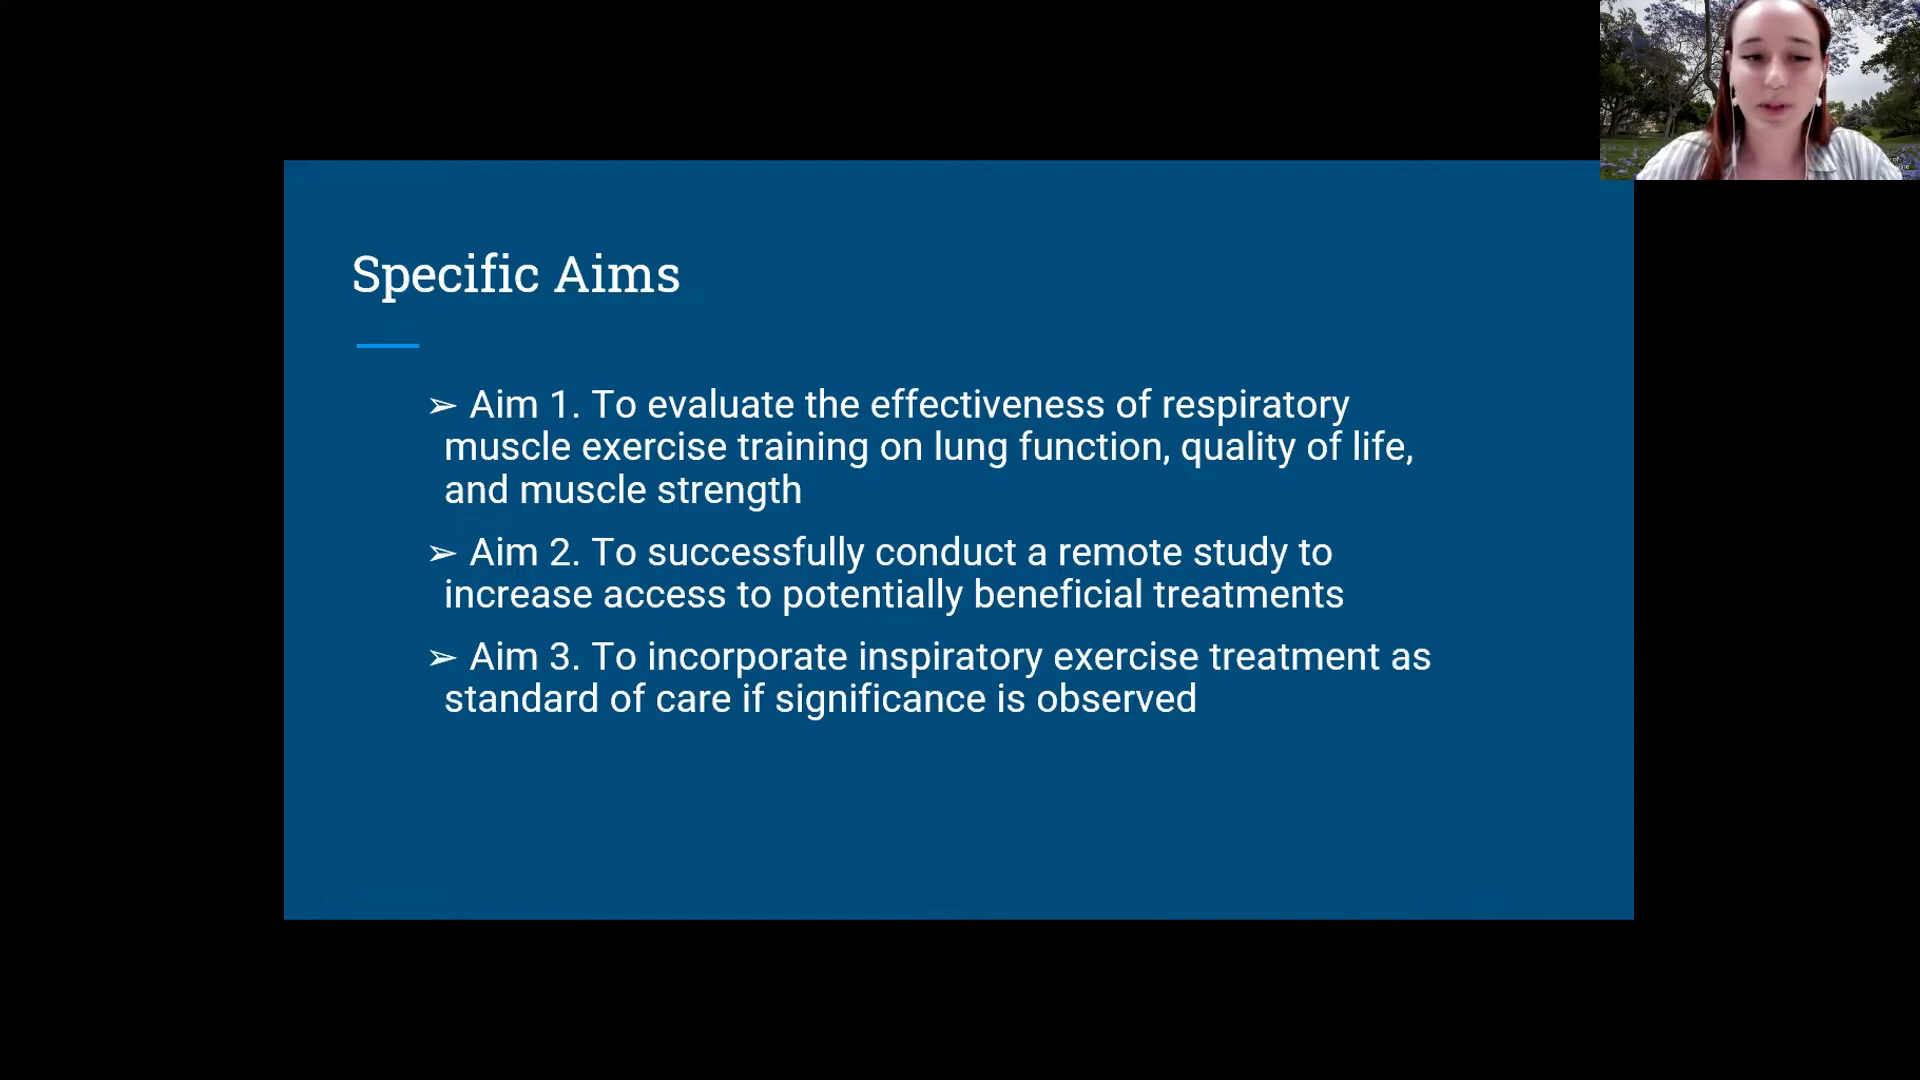 Specific Aims
➢ Aim 1. To evaluate the effectiveness of respiratory
muscle exercise training on lung function, quality of life,
and muscle strength
➢ Aim 2. To successfully conduct a remote study to
increase access to potentially beneficial treatments
➢ Aim 3. To incorporate inspiratory exercise treatment as
standard of care if significance is observed